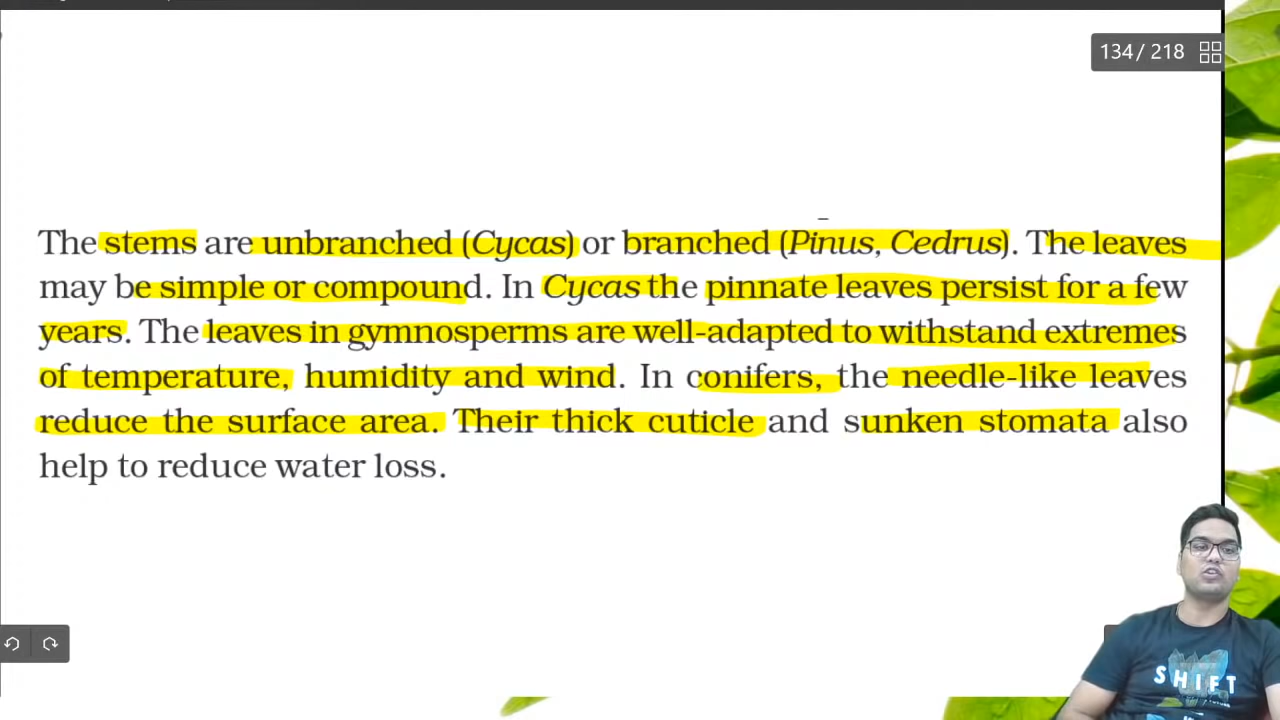 134 / 218
The stems are unbranched (Cycas) or branched (Pinus, Cedrus). The leaves
may be simple or compound. In Cycas the pinnate leaves persist for a few
years. The leaves in gymnosperms are well-adapted to withstand extremes
of temperature, humidity and wind. In conifers, the needle-like leaves
reduce the surface area. Their thick cuticle and sunken stomata also
help to reduce water loss.
SHIFT